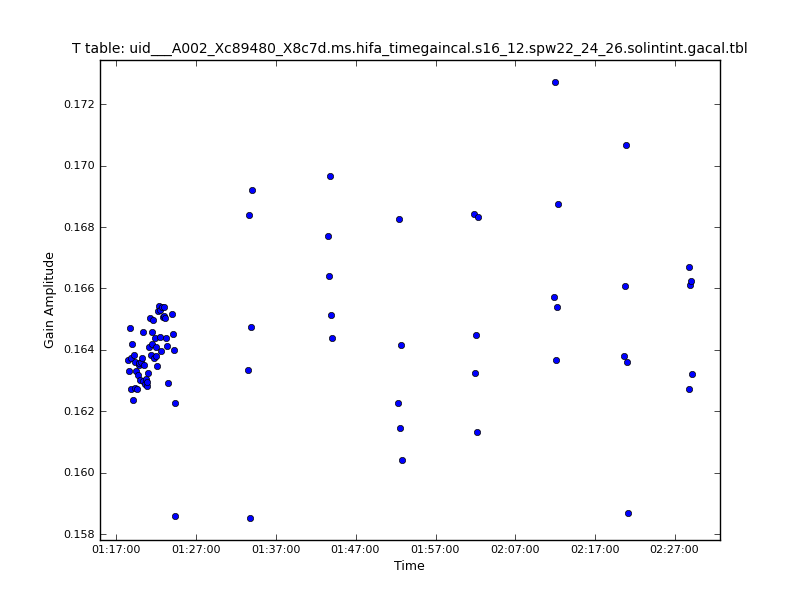 T table: uid___A002_Xc89480_X8c7d.ms.hifa_timegaincal.s16_12.spw22_24_26.solintint.gacal.tbl
0.172
0.170
0.168
0.166
0.164
0.162
0.160
0.158
Gain Amplitude
01:17:00 01:27:00 01:37:00 01:47:00 01:57:00 02:07:00 02:17:00 02:27:00
Time